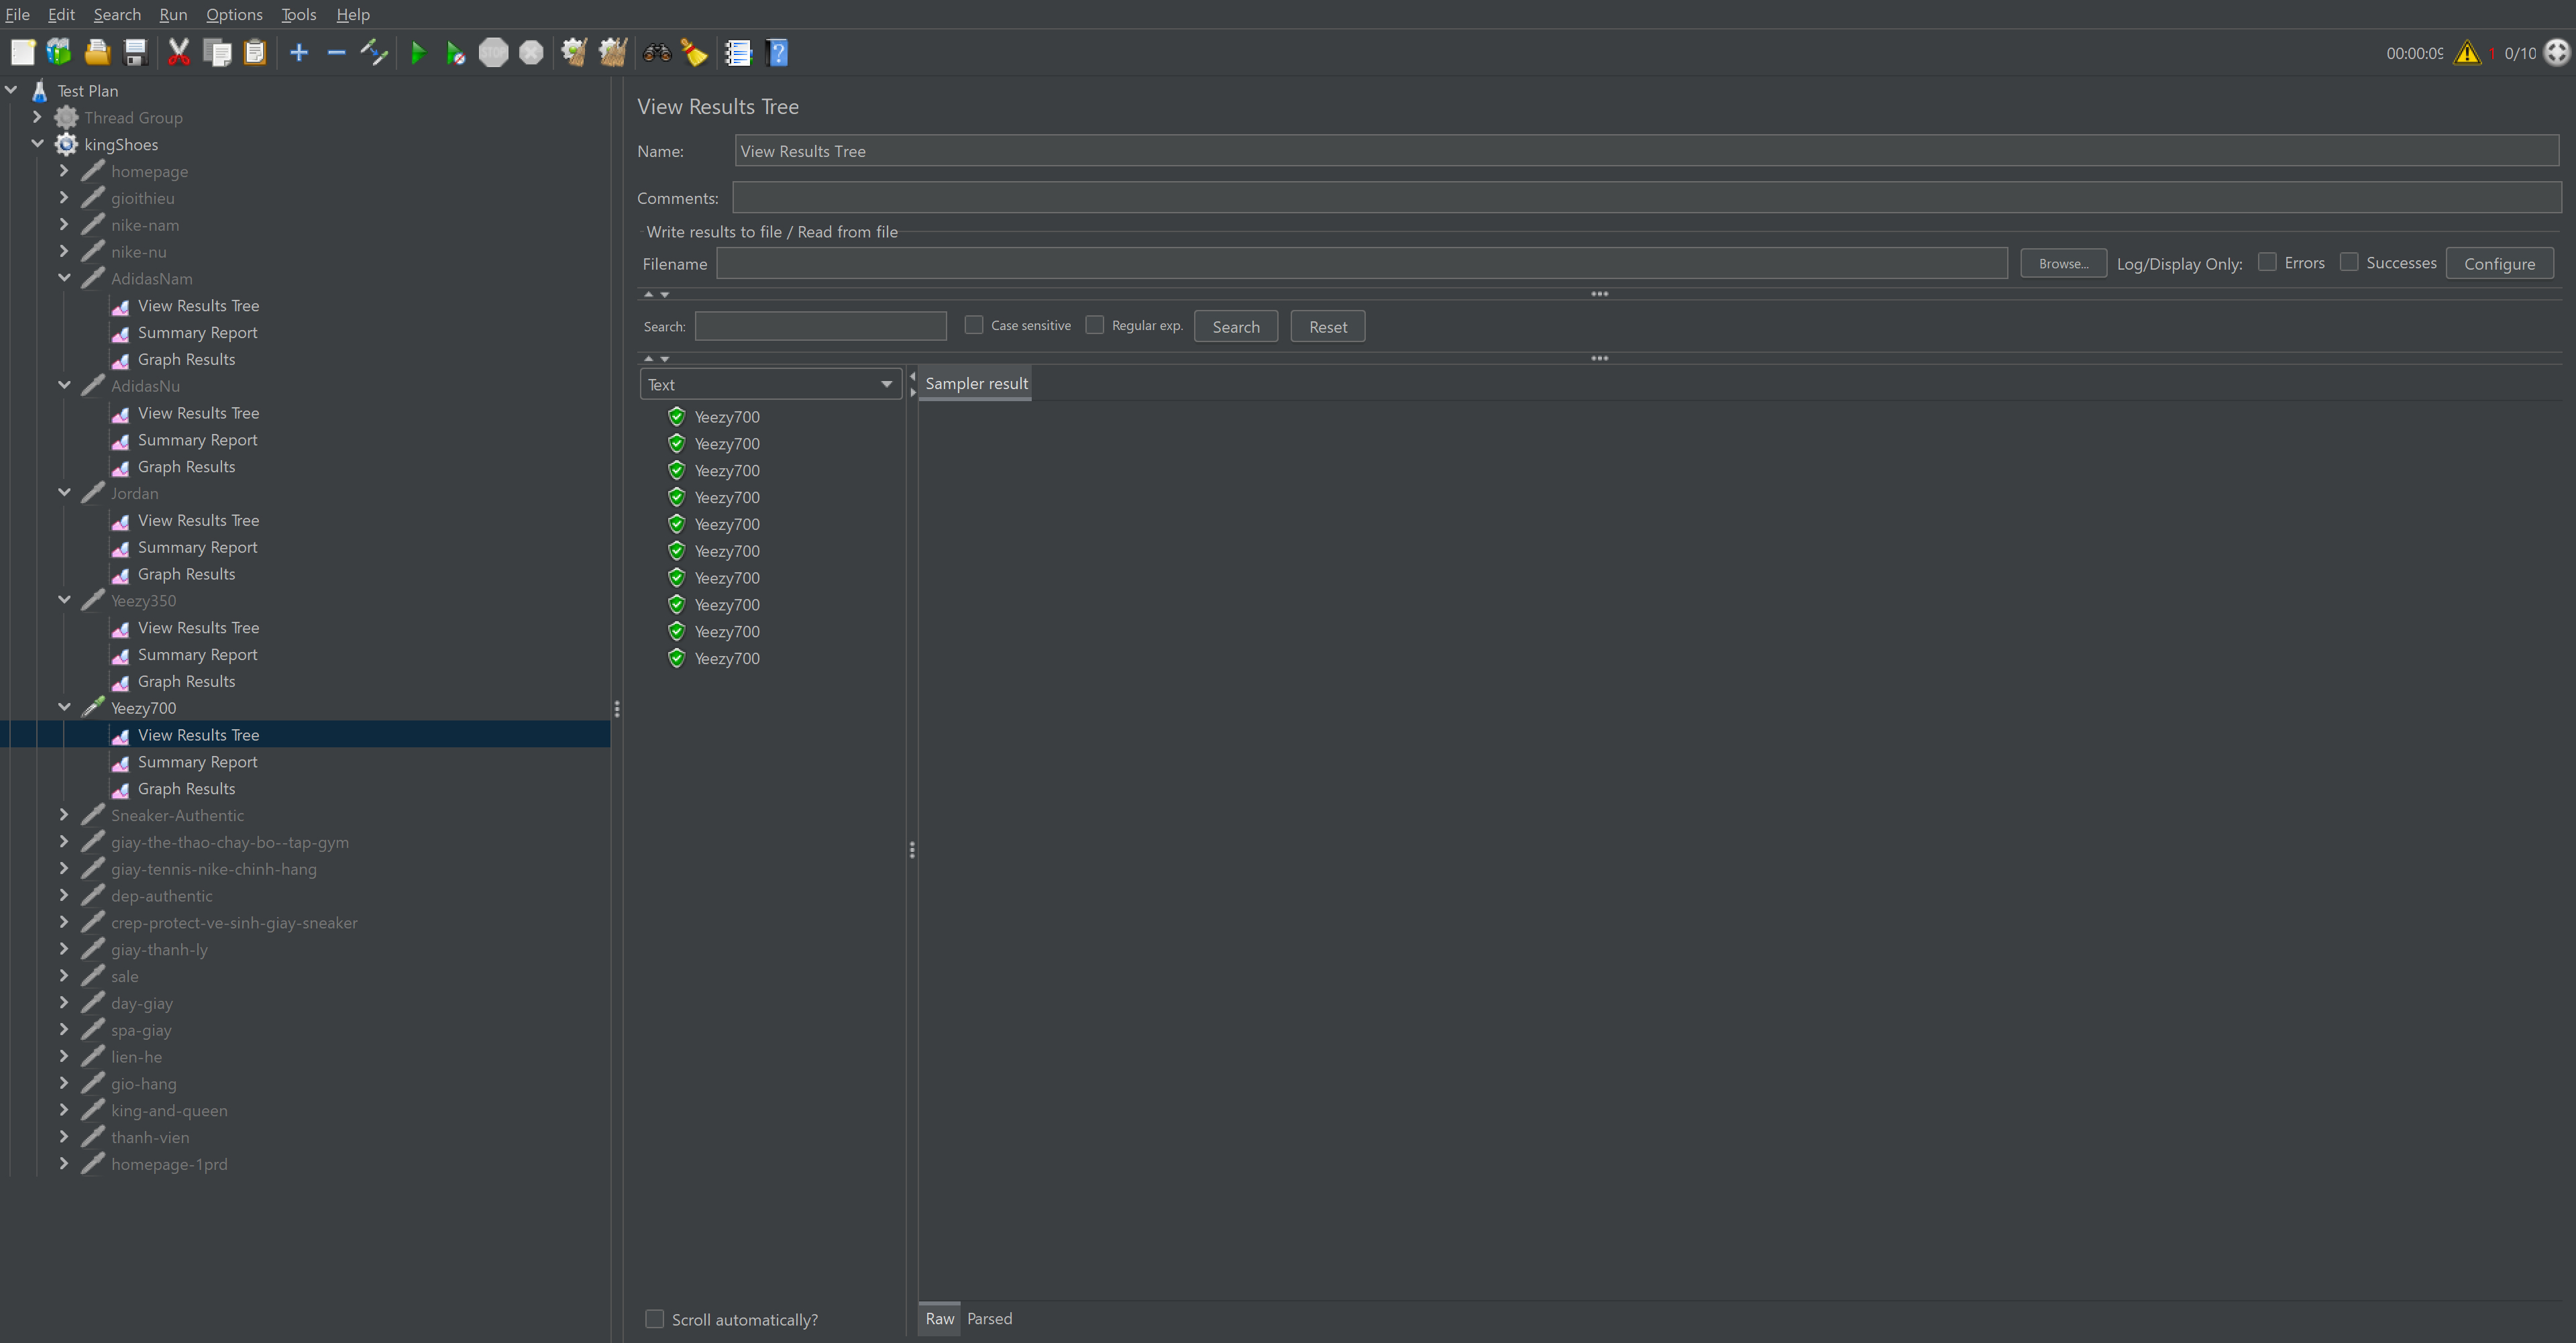 File Edit Search Run Options Tools Help
STOP
00:00:09 1 0/10
Test Plan
Thread Group
kingShoes
homepage
gioithieu
nike-nam
nike-nu
AdidasNam
View Results Tree
Summary Report
Graph Results
AdidasNu
View Results Tree
Summary Report
Graph Results
Jordan
View Results Tree
Summary Report
Graph Results
Yeezy350
View Results Tree
Summary Report
Graph Results
Yeezy700
View Results Tree
Summary Report
Graph Results
Sneaker-Authentic
giay-the-thao-chay-bo--tap-gym
giay-tennis-nike-chinh-hang
dep-authentic
crep-protect-ve-sinh-giay-sneaker
giay-thanh-ly
sale
day-giay
spa-giay
lien-he
gio-hang
king-and-queen
thanh-vien
homepage-1prd
View Results Tree
Name: View Results Tree
Comments:
Write results to file / Read from file
Filename Browse... Log/Display Only: Errors Successes Configure
Search: Case sensitive Regular exp. Search Reset
Text
Yeezy700
Yeezy700
Yeezy700
Yeezy700
Yeezy700
Yeezy700
Yeezy700
Yeezy700
Yeezy700
Yeezy700
Scroll automatically?
Sampler result
Raw Parsed